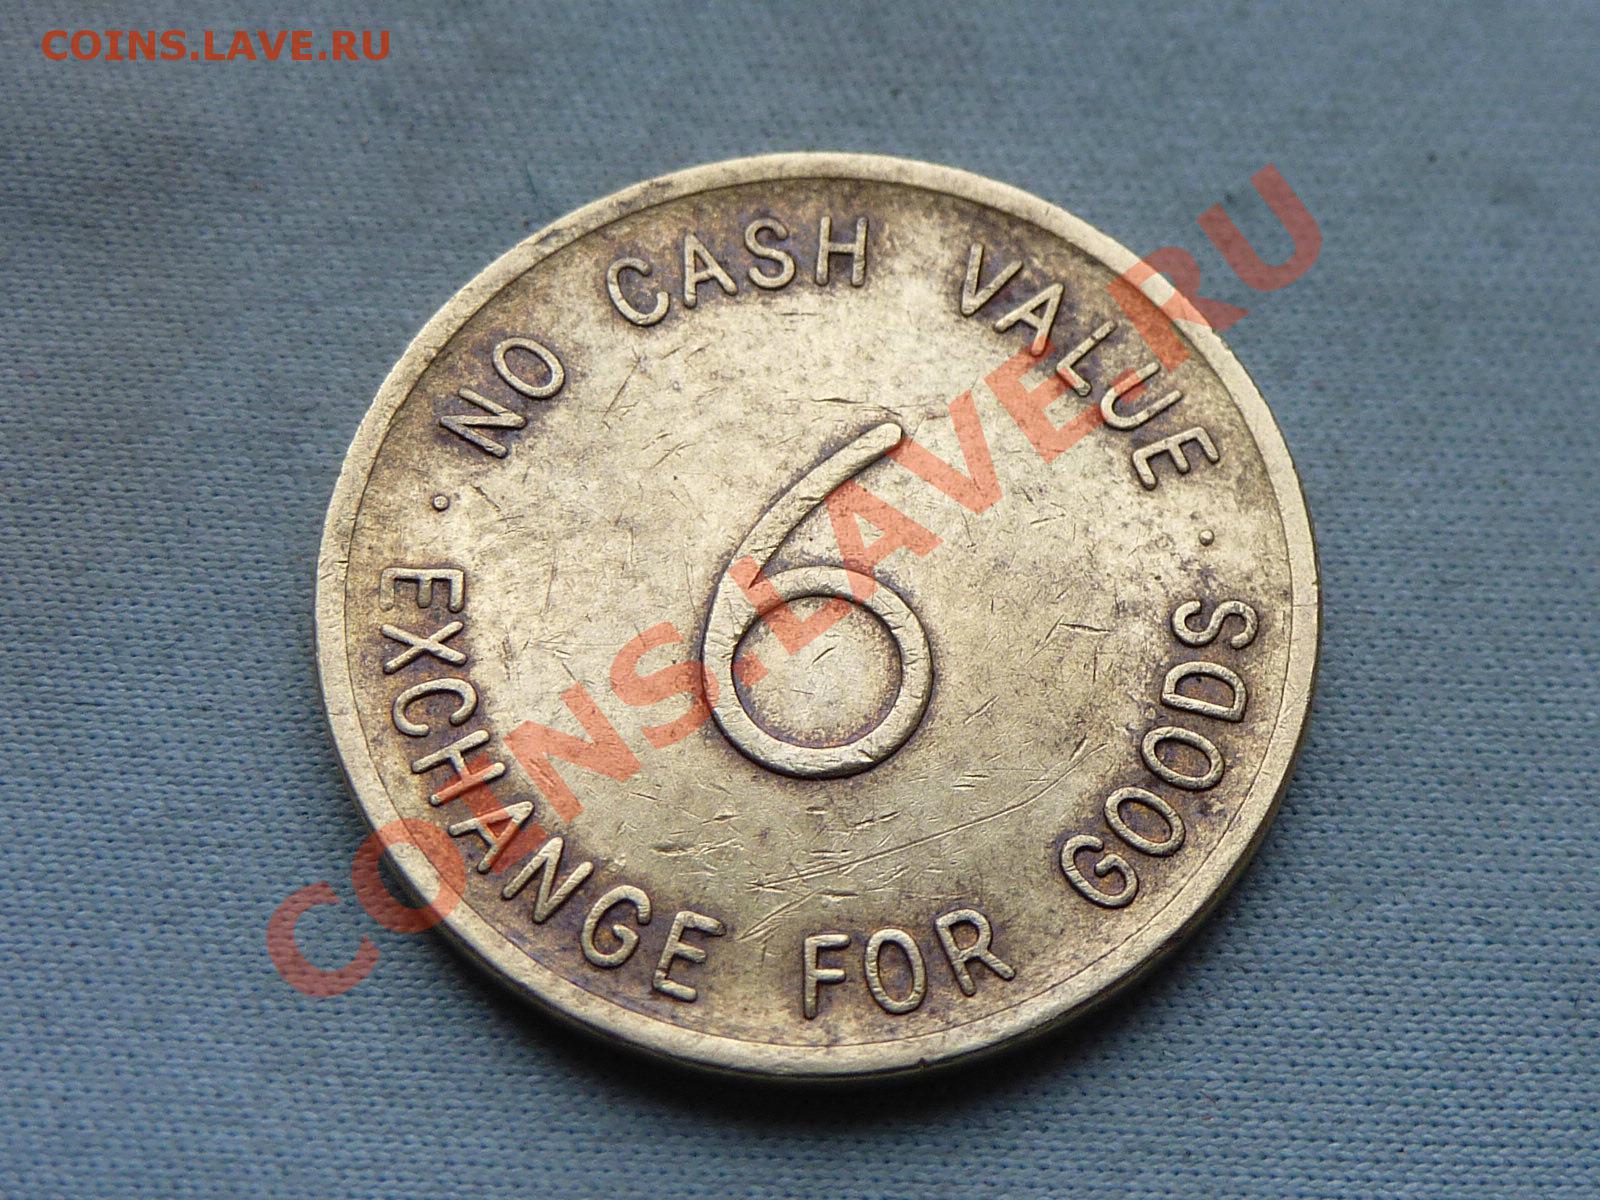 COINS.LAVE.RU
· NO CASH VALUE ·
6
EXCHANGE FOR GOODS
COINS.LAVE.RU